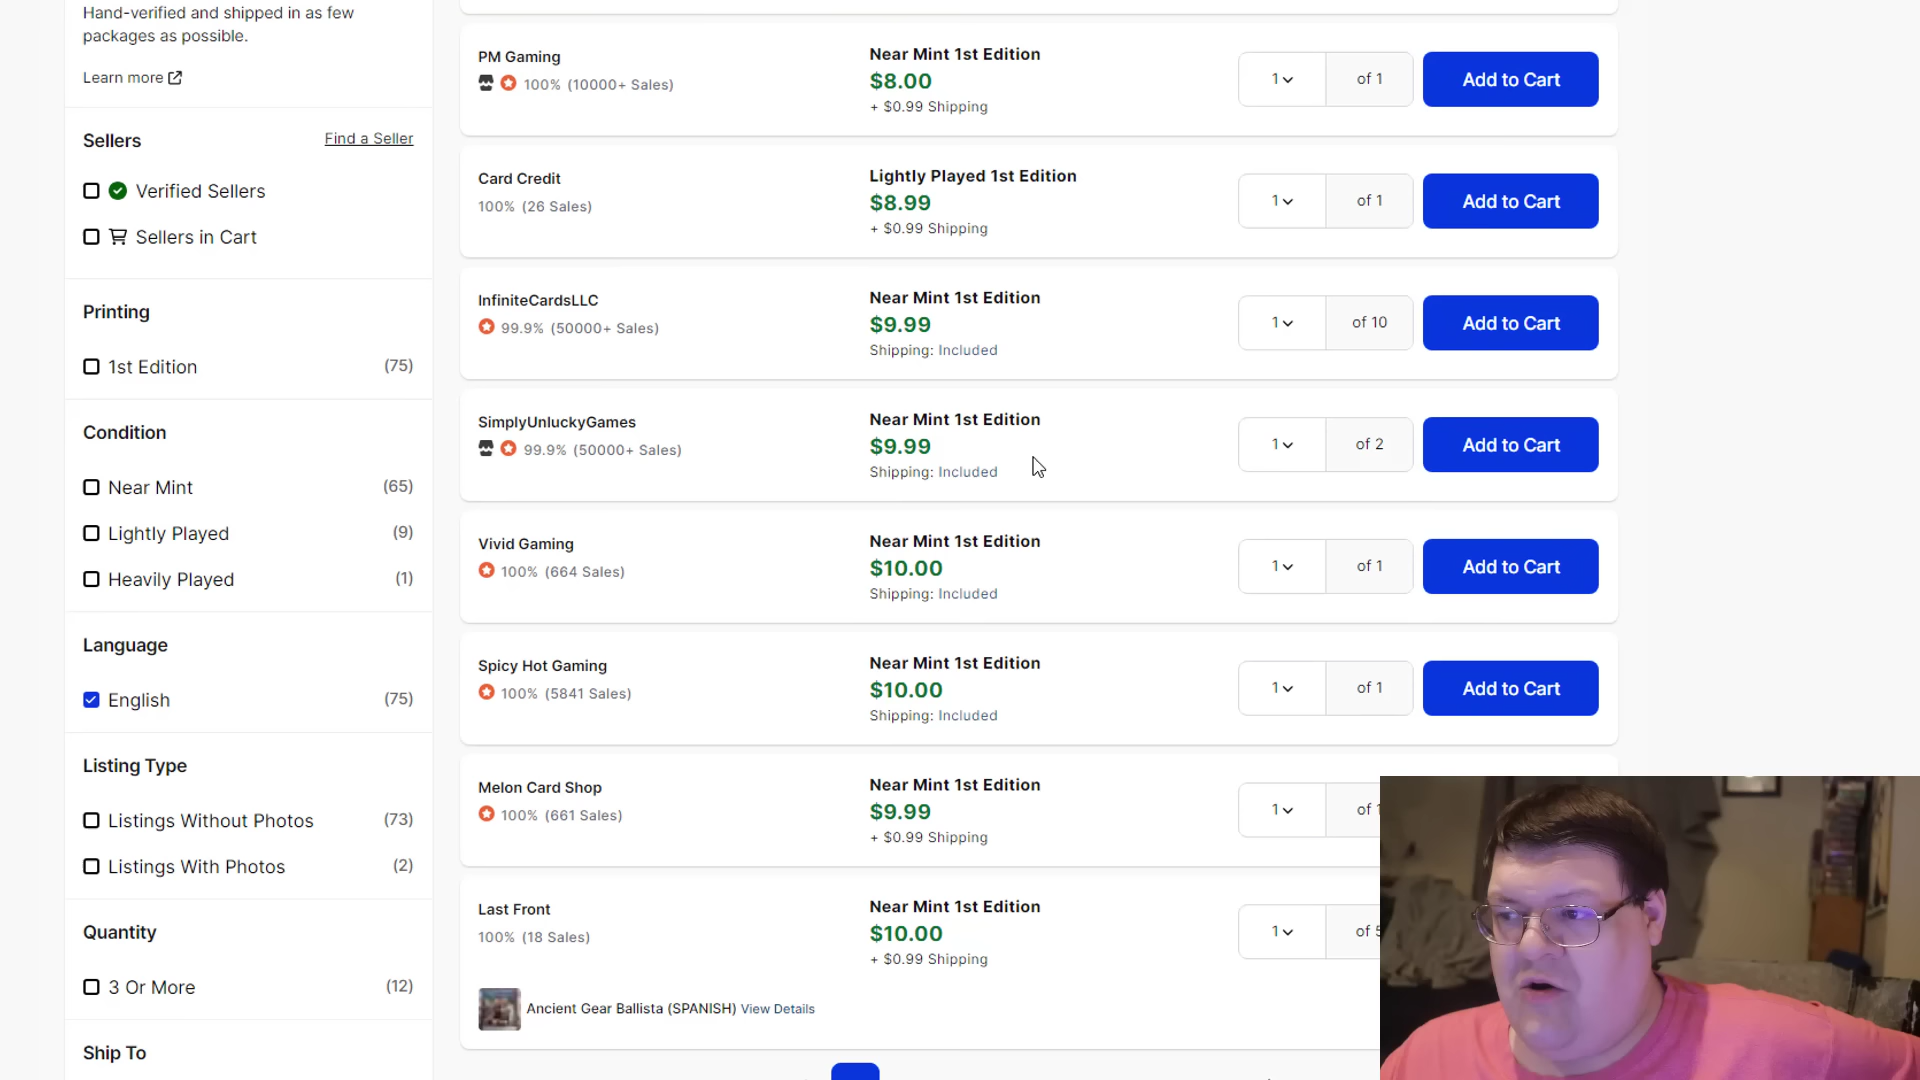 Hand-verified and shipped in as few
packages as possible.
Learn more
Sellers
Find a Seller
Verified Sellers
Sellers in Cart
Printing
1st Edition
(75)
Condition
Near Mint
(65)
Lightly Played
(9)
Heavily Played
(1)
Language
English
(75)
Listing Type
Listings Without Photos
(73)
Listings With Photos
(2)
Quantity
3 Or More
(12)
Ship To
PM Gaming
100% (10000+ Sales)
Near Mint 1st Edition
$8.00
+ $0.99 Shipping
1
of 1
Add to Cart
Card Credit
100% (26 Sales)
Lightly Played 1st Edition
$8.99
+ $0.99 Shipping
1
of 1
Add to Cart
InfiniteCardsLLC
99.9% (50000+ Sales)
Near Mint 1st Edition
$9.99
Shipping: Included
1
of 10
Add to Cart
SimplyUnluckyGames
99.9% (50000+ Sales)
Near Mint 1st Edition
$9.99
Shipping: Included
1
of 2
Add to Cart
Vivid Gaming
100% (664 Sales)
Near Mint 1st Edition
$10.00
Shipping: Included
1
of 1
Add to Cart
Spicy Hot Gaming
100% (5841 Sales)
Near Mint 1st Edition
$10.00
Shipping: Included
1
of 1
Add to Cart
Melon Card Shop
100% (661 Sales)
Near Mint 1st Edition
$9.99
+ $0.99 Shipping
1
of
Last Front
100% (18 Sales)
Near Mint 1st Edition
$10.00
+ $0.99 Shipping
1
of
Ancient Gear Ballista (SPANISH) View Details